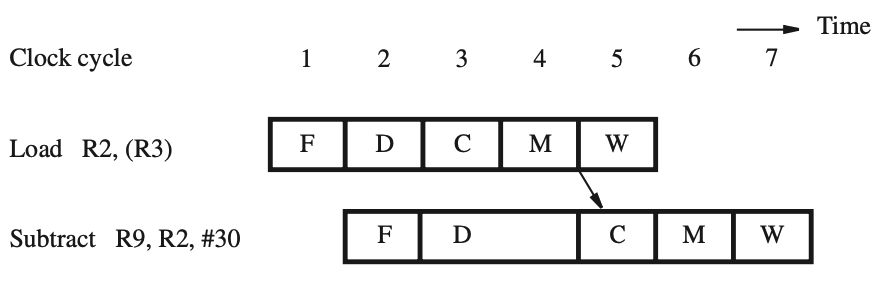 Time
Clock cycle 1 2 3 4 5 6 7
Load R2, (R3) F D C M W
Subtract R9, R2, #30 F D C M W